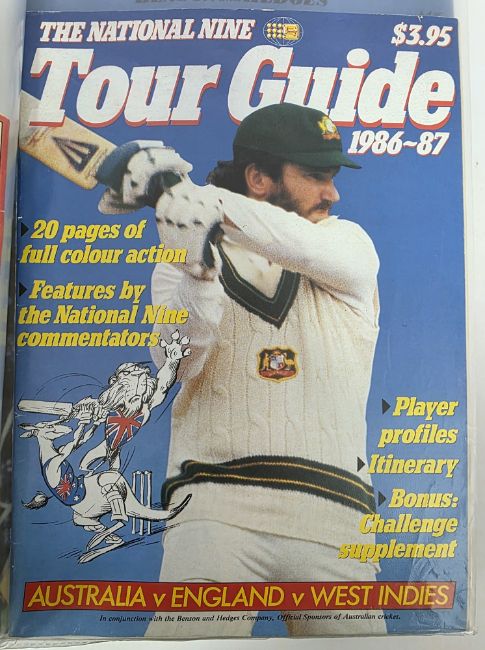 THE NATIONAL NINE
$3.95
Tour Guide
1986~87
20 pages of
full colour action
Features by
the National Nine
commentators
Player
profiles
Itinerary
Bonus:
Challenge
supplement
AUSTRALIA v ENGLAND v WEST INDIES
In conjunction with the Benson and Hedges Company, Official Sponsors of Australian cricket.